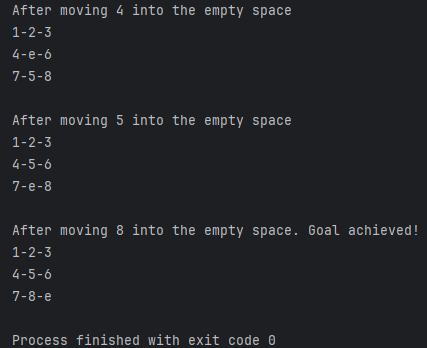 After moving 4 into the empty space
1-2-3
4-e-6
7-5-8
After moving 5 into the empty space
1-2-3
4-5-6
7-e-8
After moving 8 into the empty space. Goal achieved!
1-2-3
4-5-6
7-8-e
Process finished with exit code 0